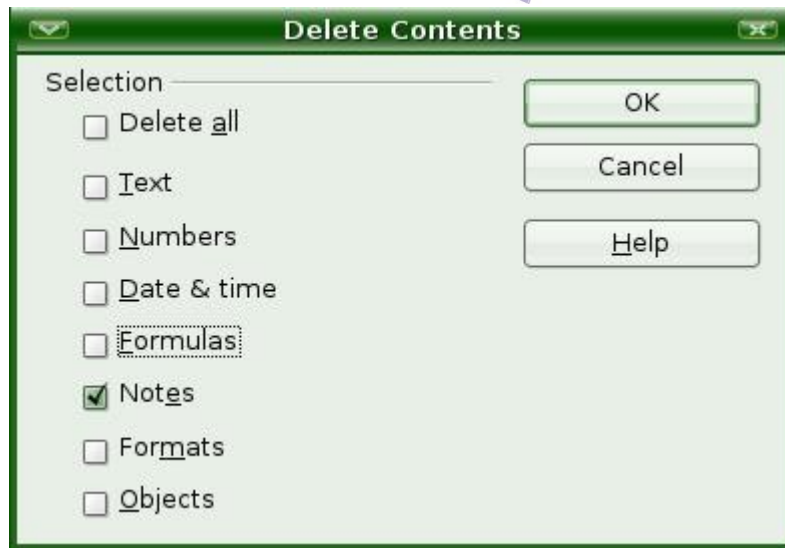 Delete Contents
Selection
Delete all
Text
Numbers
Date & time
Formulas
Notes
Formats
Objects
OK
Cancel
Help